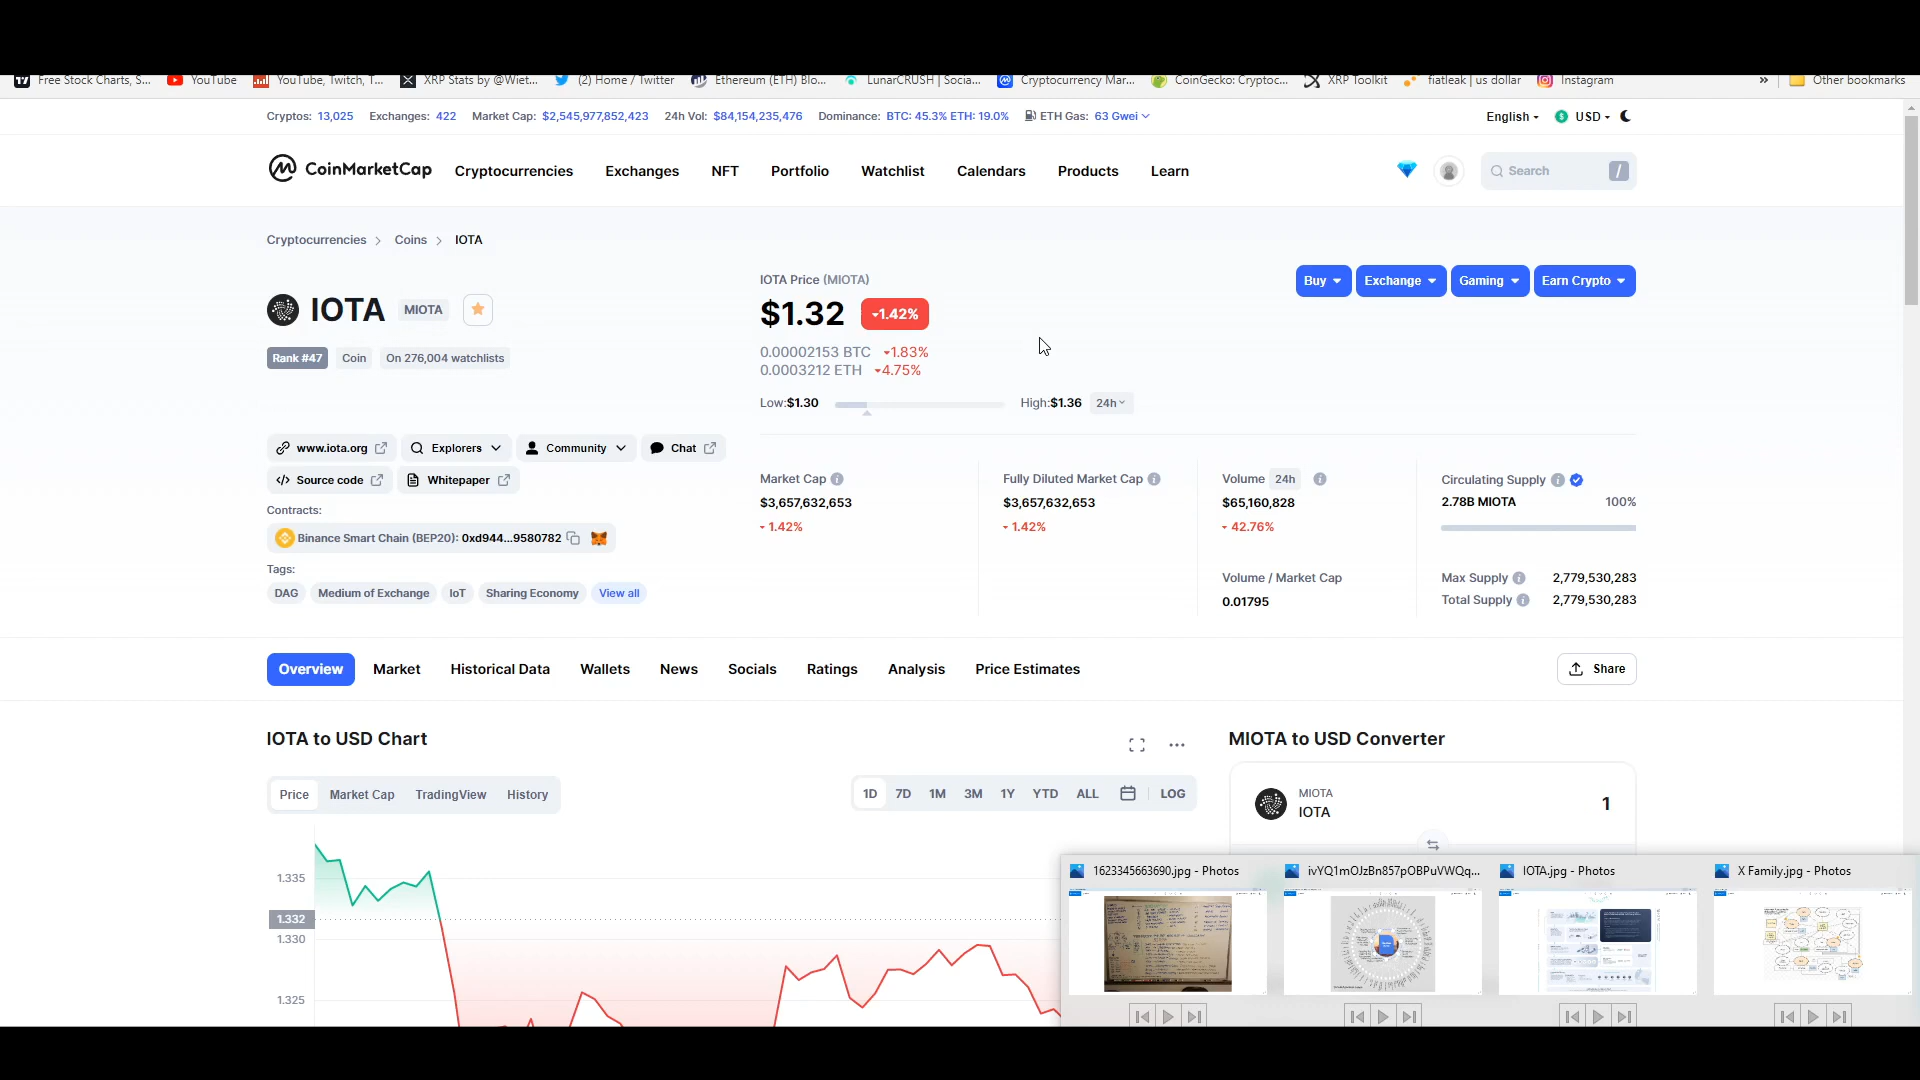 Free Stock Charts, S... YouTube YouTube, Twitch, T... XRP Stats by @Wiet... (2) Home / Twitter Ethereum (ETH) Blo... LunarCRUSH | Socia... Cryptocurrency Mar... CoinGecko: Cryptoc... XRP Toolkit fiatleak | us dollar Instagram » Other bookmarks
Cryptos: 13,025 Exchanges: 422 Market Cap: $2,545,977,852,423 24h Vol: $84,154,235,476 Dominance: BTC: 45.3% ETH: 19.0% ETH Gas: 63 Gwei English USD
CoinMarketCap Cryptocurrencies Exchanges NFT Portfolio Watchlist Calendars Products Learn Search /
Cryptocurrencies > Coins > IOTA
IOTA MIOTA
Rank #47 Coin On 276,004 watchlists
IOTA Price (MIOTA)
$1.32 1.42%
0.00002153 BTC 1.83%
0.0003212 ETH 4.75%
Low:$1.30 High:$1.36 24h
Buy Exchange Gaming Earn Crypto
www.iota.org Explorers Community Chat
Source code Whitepaper
Contracts:
Binance Smart Chain (BEP20): 0xd944...9580782
Tags:
DAG Medium of Exchange IoT Sharing Economy View all
Market Cap
$3,657,632,653
1.42%
Fully Diluted Market Cap
$3,657,632,653
1.42%
Volume 24h
$65,160,828
42.76%
Volume / Market Cap
0.01795
Circulating Supply
2.78B MIOTA 100%
Max Supply 2,779,530,283
Total Supply 2,779,530,283
Overview Market Historical Data Wallets News Socials Ratings Analysis Price Estimates Share
IOTA to USD Chart
Price Market Cap TradingView History 1D 7D 1M 3M 1Y YTD ALL LOG
1.335
1.332
1.330
1.325
MIOTA to USD Converter
MIOTA
IOTA 1
1623345663690.jpg - Photos ivYQ1mOJzBn857pOBPuVWQq... IOTA.jpg - Photos X Family.jpg - Photos